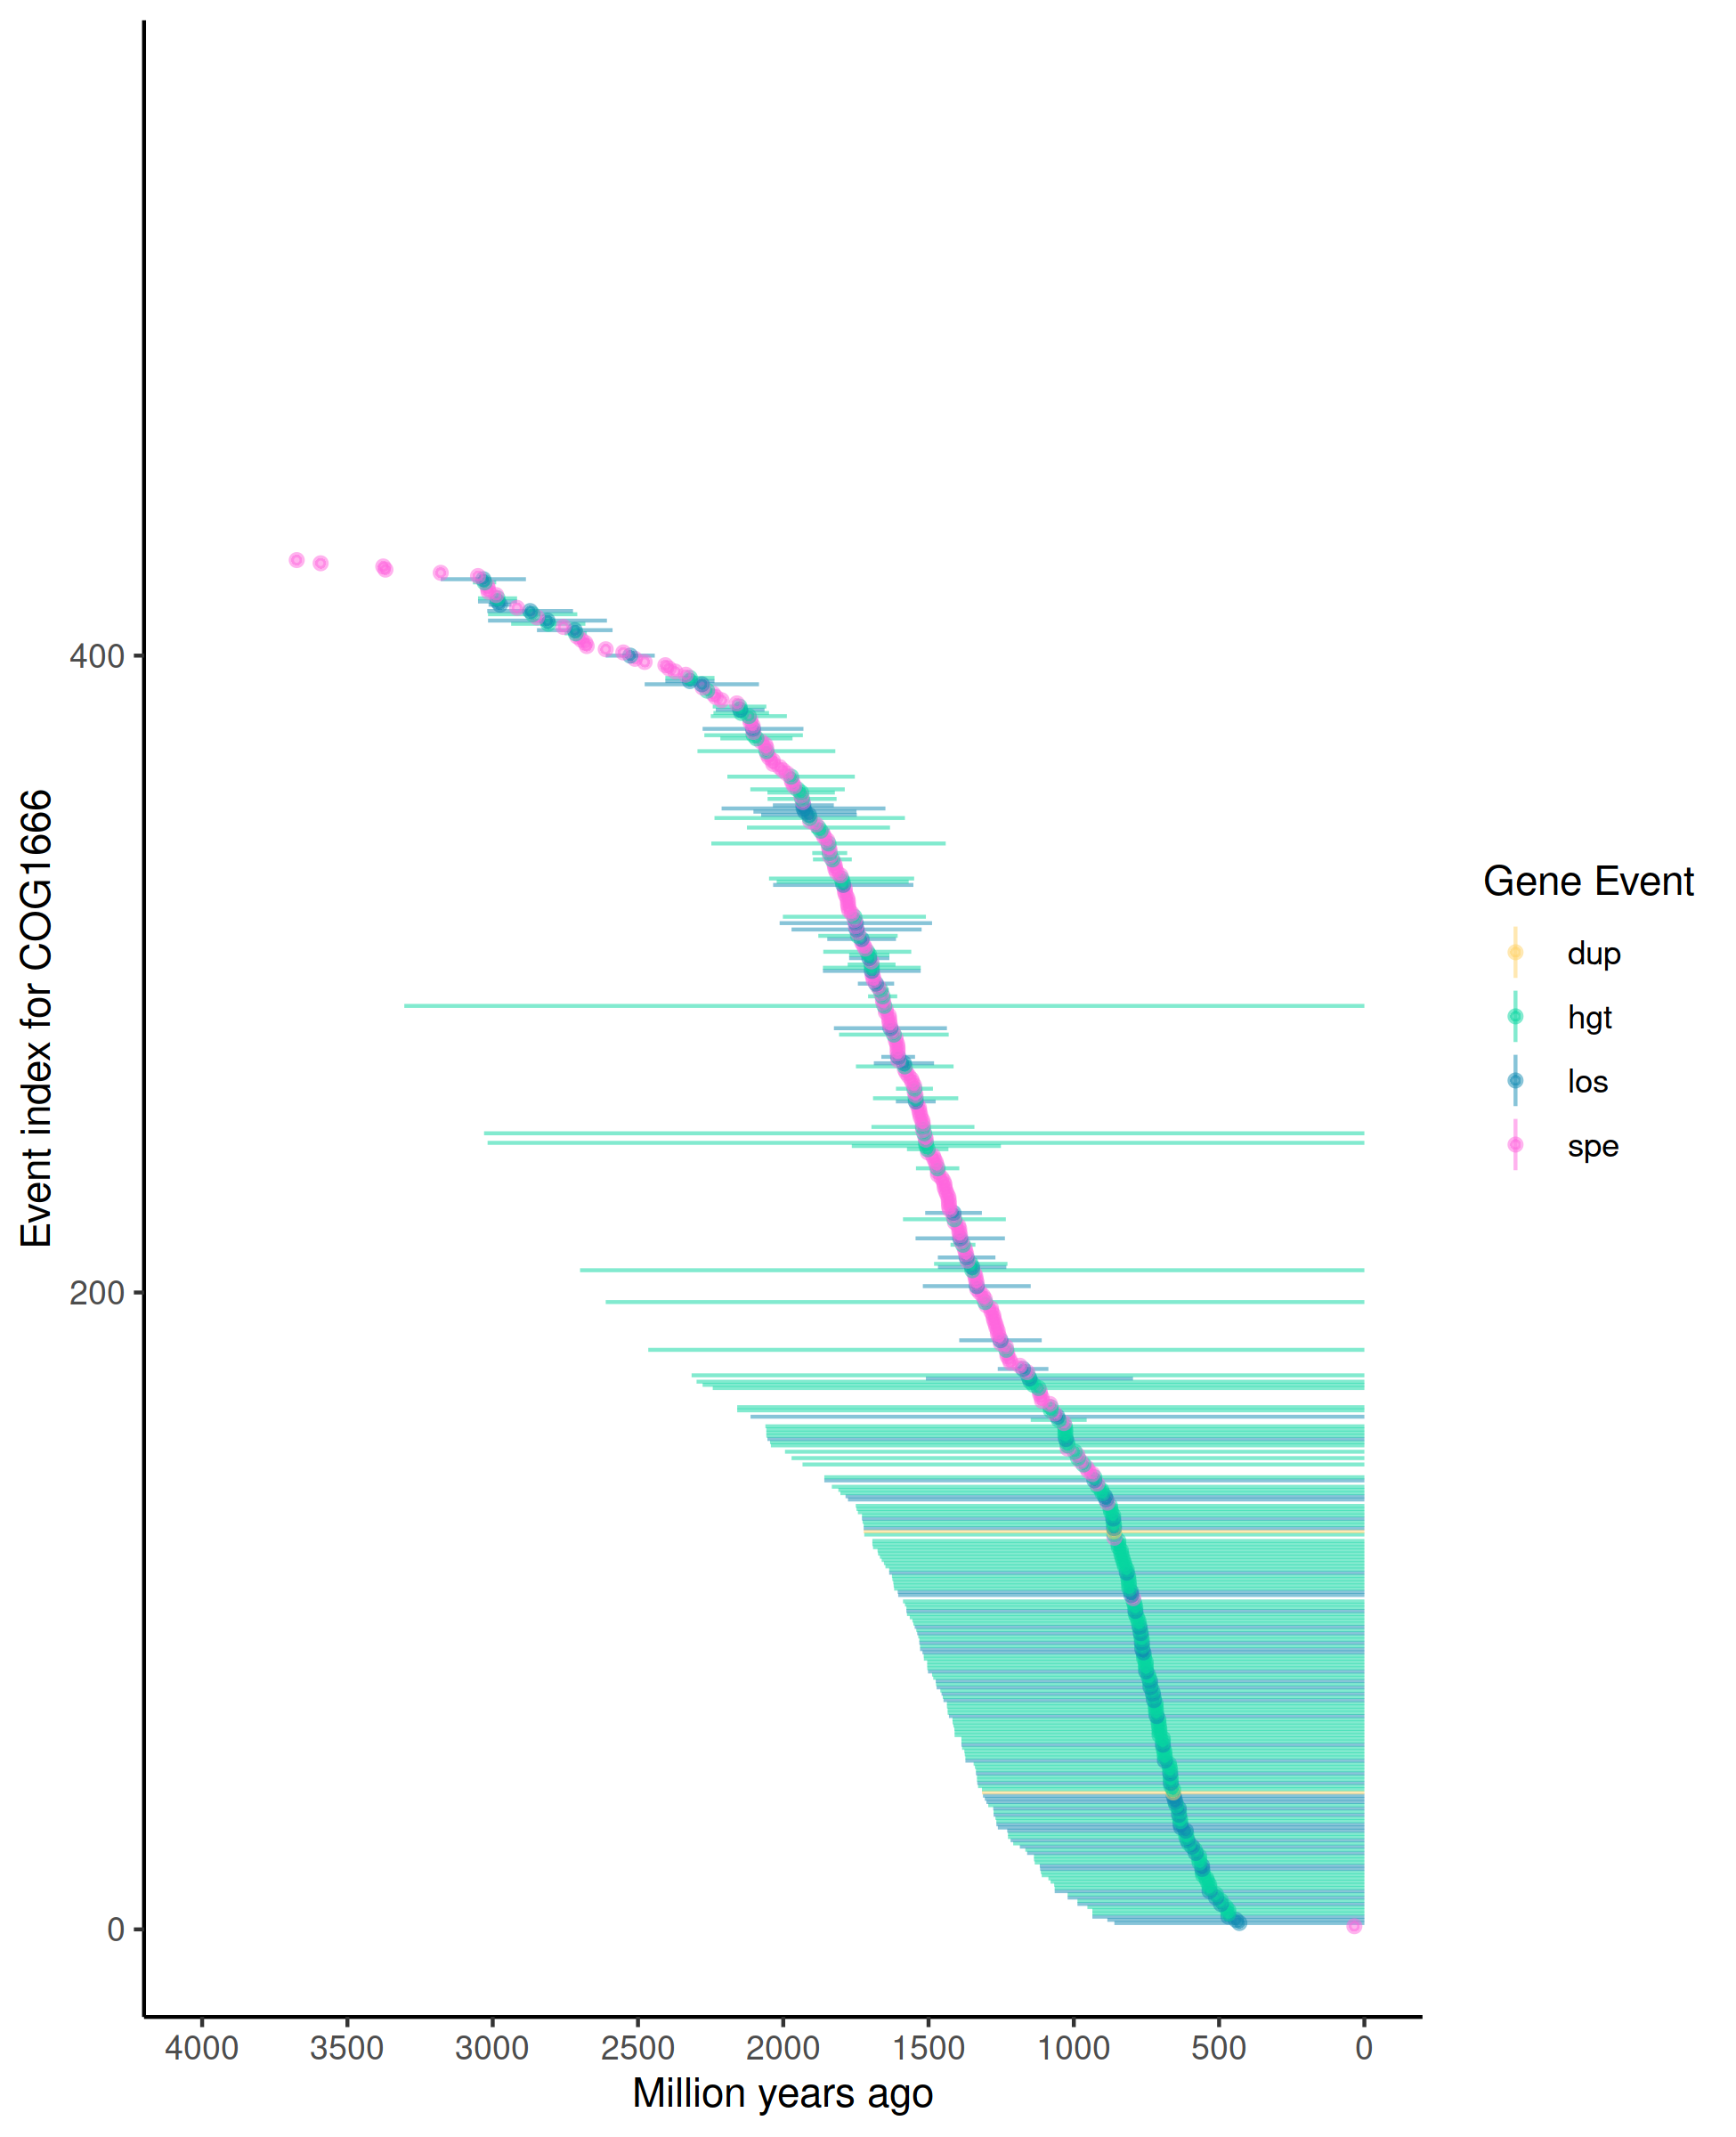 Event index for COG1666
400
200
0
4000 3500 3000 2500 2000 1500 1000 500 0
Million years ago
Gene Event
dup
hgt
los
spe